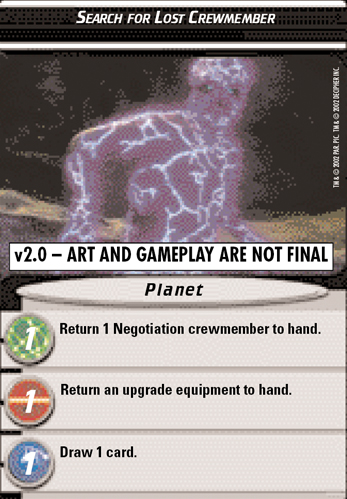 Search for Lost Crewmember
TM & © 2002 PAR. PIC. TM & © 2002 DECIPHER INC.
v2.0 – ART AND GAMEPLAY ARE NOT FINAL
Planet
1 Return 1 Negotiation crewmember to hand.
1 Return an upgrade equipment to hand.
1 Draw 1 card.